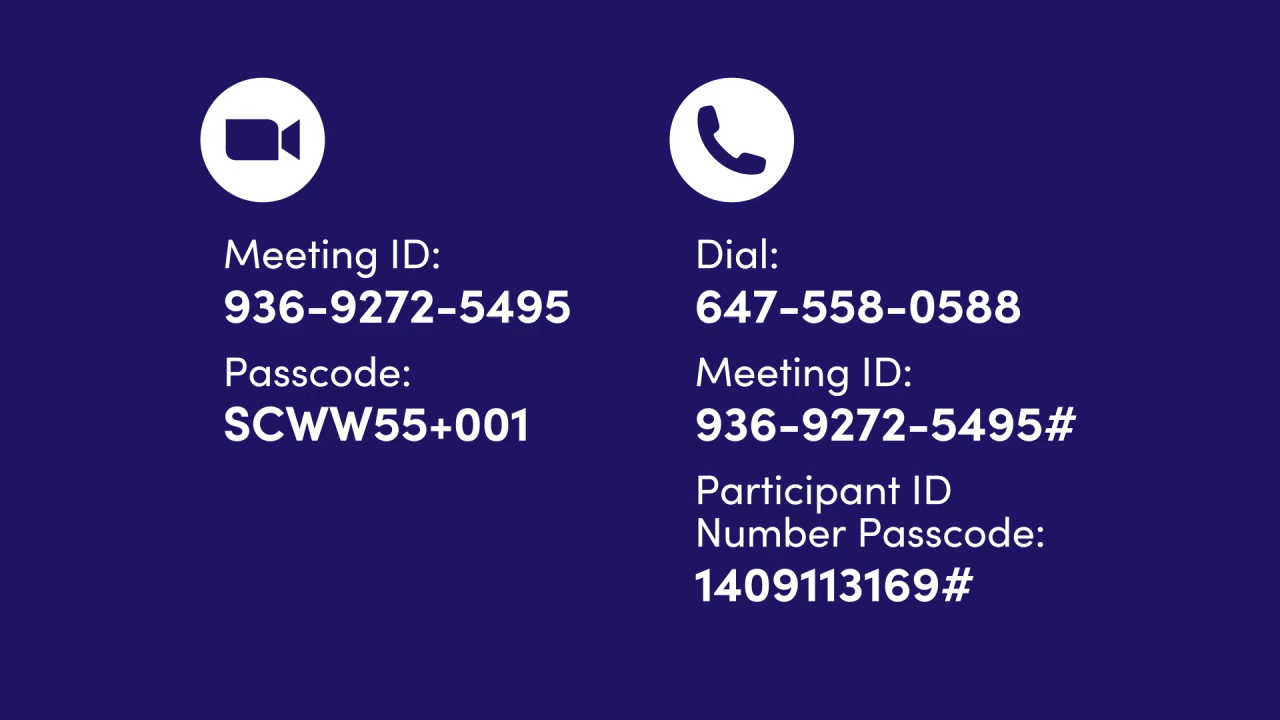 Meeting ID:
936-9272-5495
Passcode:
SCWW55+001
Dial:
647-558-0588
Meeting ID:
936-9272-5495#
Participant ID
Number Passcode:
1409113169#